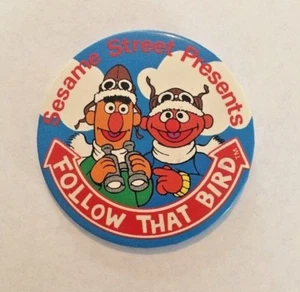 Sesame Street Presents
FOLLOW THAT BIRD